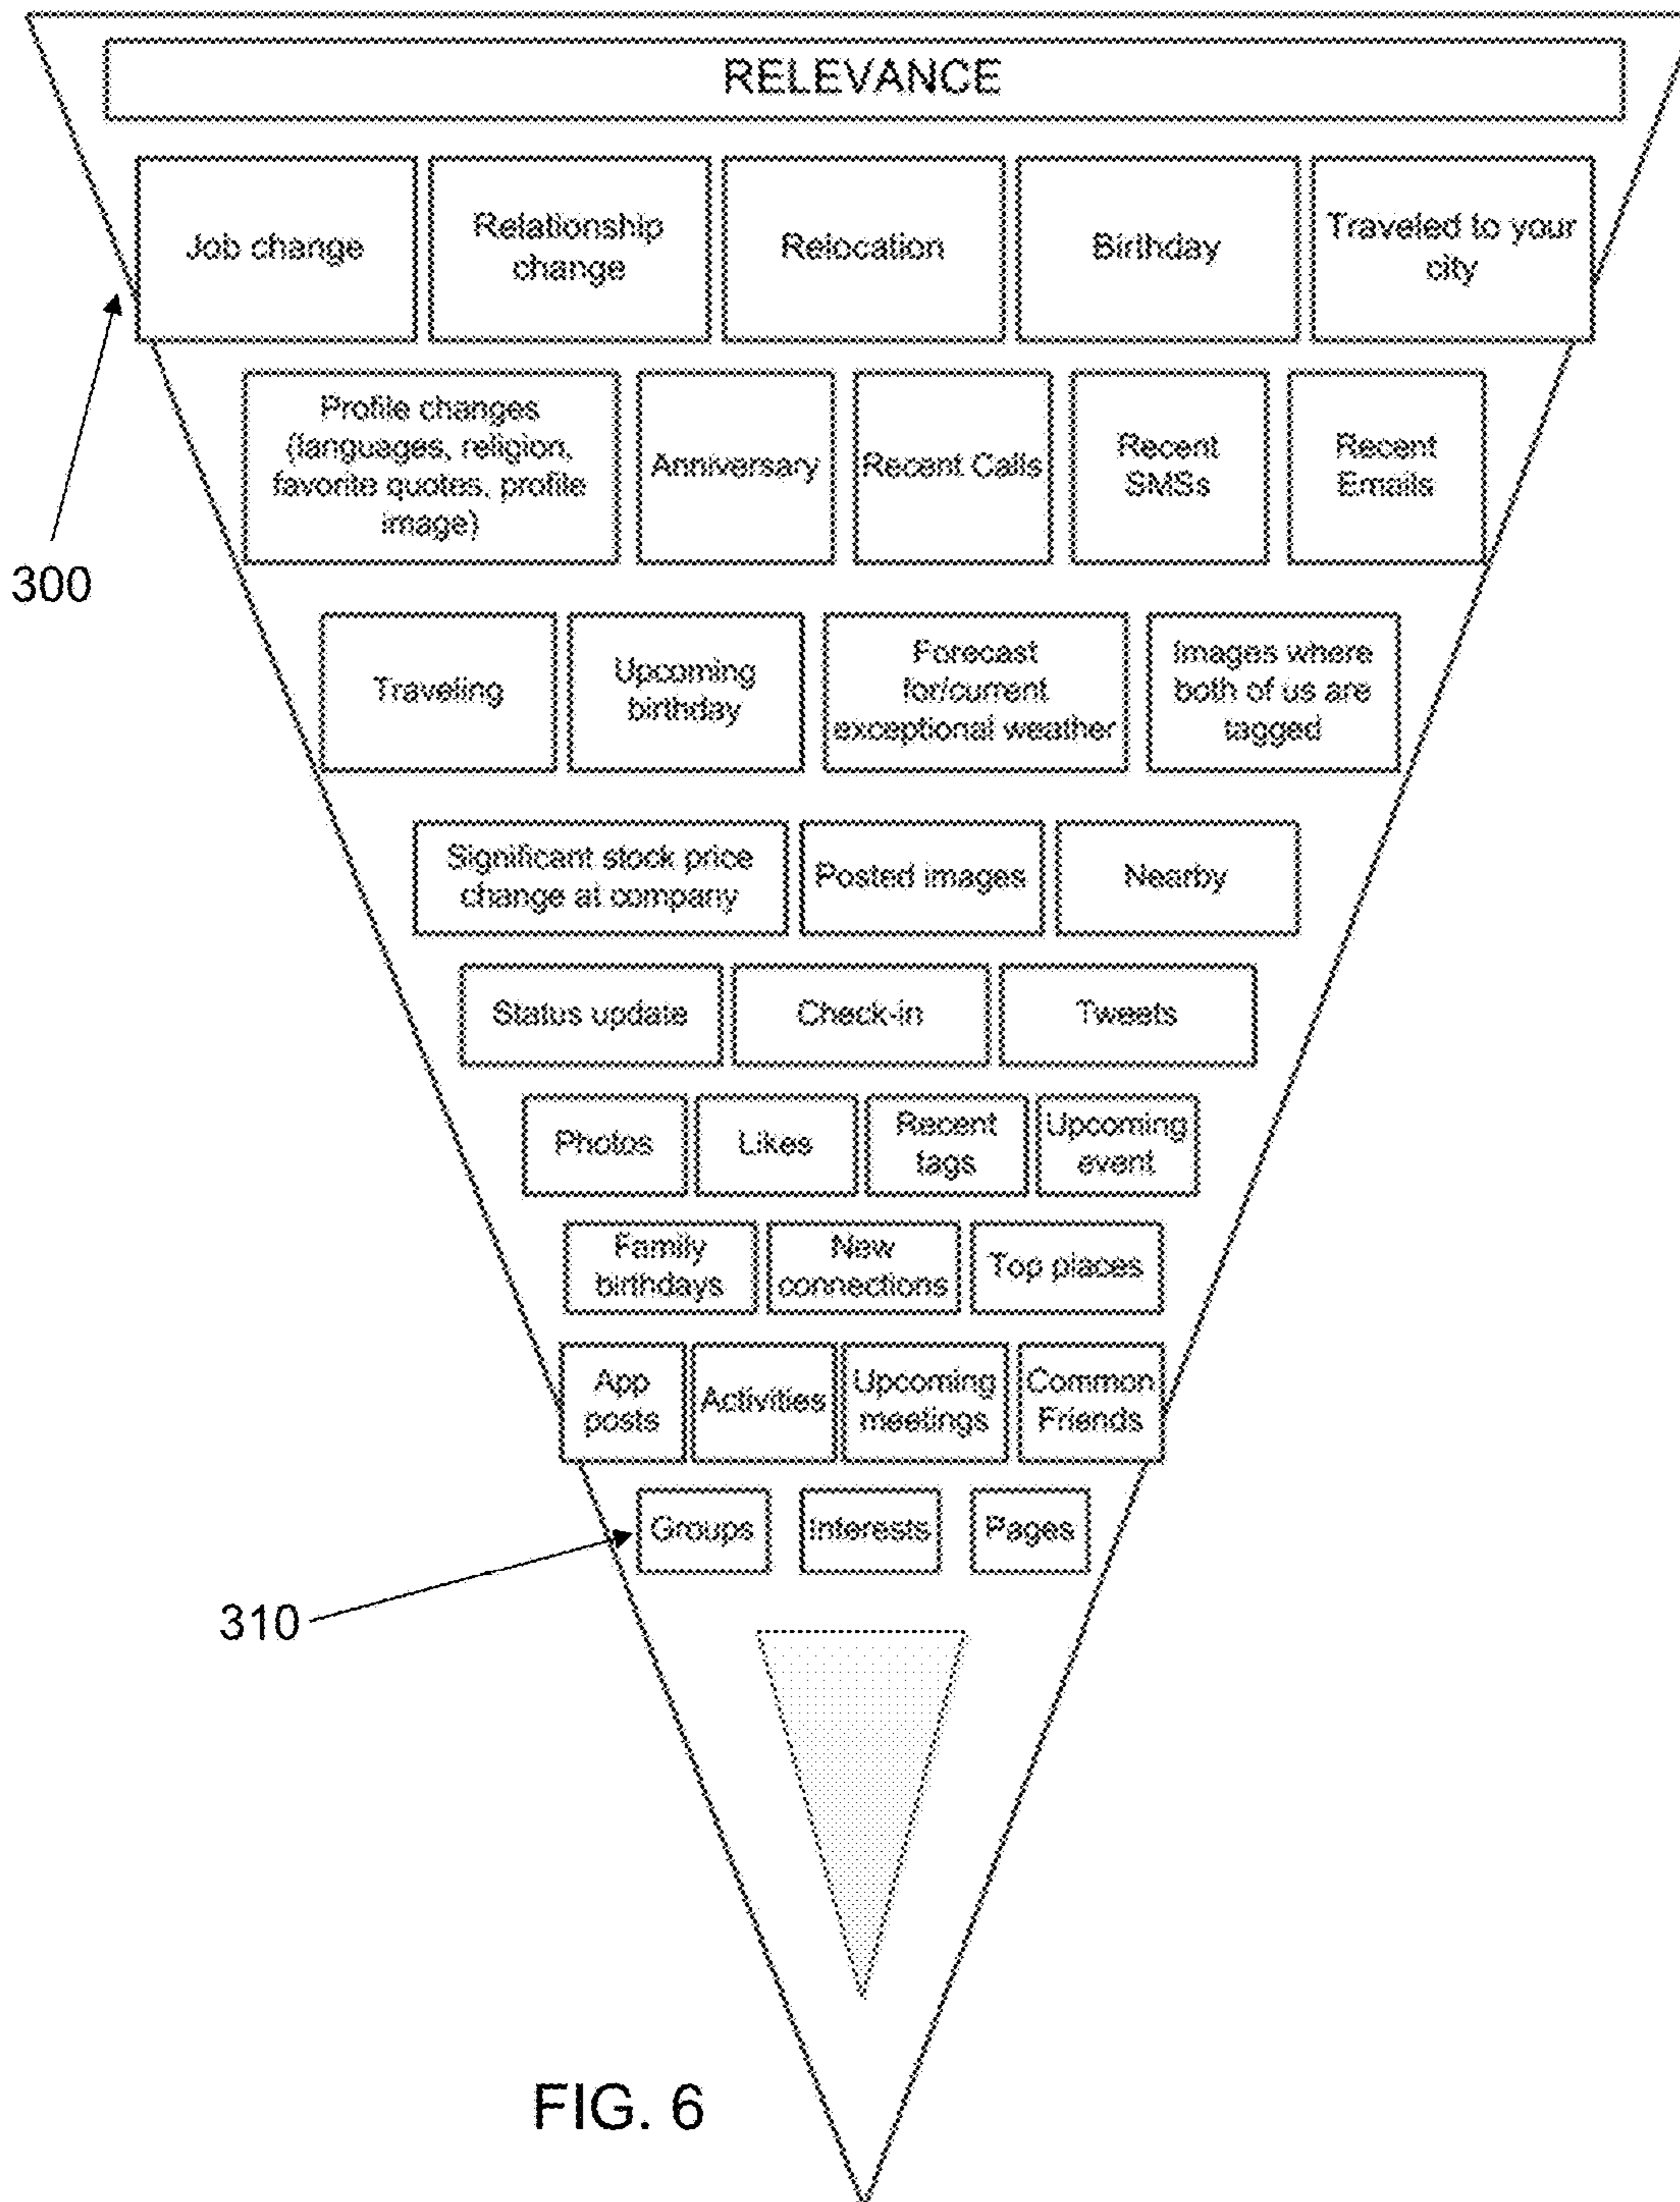 RELEVANCE
Job change
Relationship
change
Relocation
Birthday
Traveled to your
city
Profile changes
(languages, religion,
favorite quotes, profile
image)
Anniversary
Recent Calls
Recent
SMSs
Recent
Emails
300
Traveling
Upcoming
birthday
Forecast
for/current
exceptional weather
Images where
both of us are
tagged
Significant stock price
change at company
Posted images
Nearby
Status update
Check-in
Tweets
Photos
Likes
Recent
tags
Upcoming
event
Family
birthdays
New
connections
Top places
App
posts
Activities
Upcoming
meetings
Common
Friends
Groups
Interests
Pages
310
FIG. 6